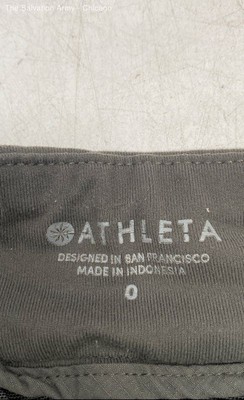 The Salvation Army - Chicago
ATHLETA
DESIGNED IN SAN FRANCISCO
MADE IN INDONESIA
0